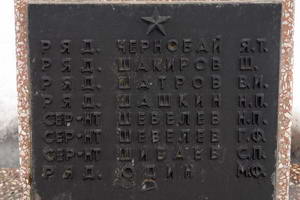 РЯД. ЧЕРНОБАЙ Я.Т.
РЯД. ШАКИРОВ Ш.
РЯД. ШАТРОВ В.И.
РЯД. ШАШКИН Н.П.
СЕР-НТ ШЕВЕЛЕВ Н.П.
СЕР-НТ ШЕВЕЛЕВ Г.Ф.
СЕР-НТ ШИБАЕВ С.П.
РЯД. ЮДИН М.Ф.